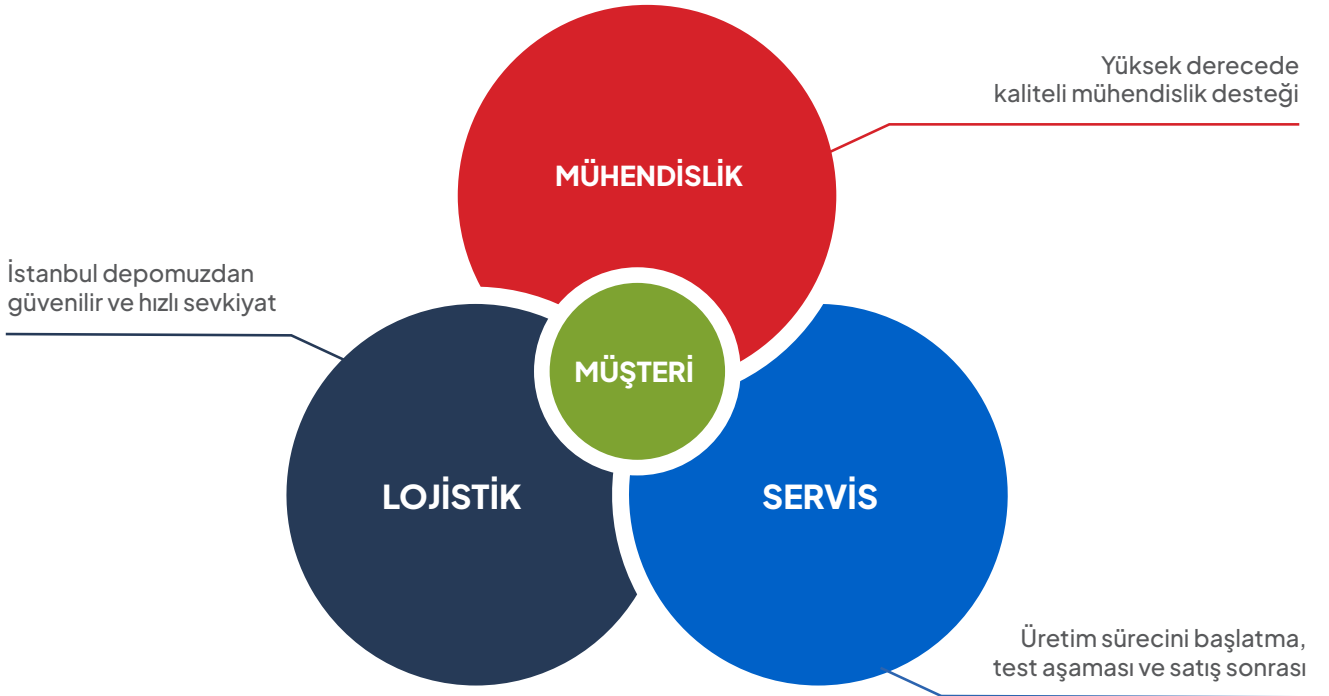 Yüksek derecede
kaliteli mühendislik desteği
MÜHENDİSLİK
İstanbul depomuzdan
güvenilir ve hızlı sevkiyat
MÜŞTERİ
LOJİSTİK
SERVİS
Üretim sürecini başlatma,
test aşaması ve satış sonrası